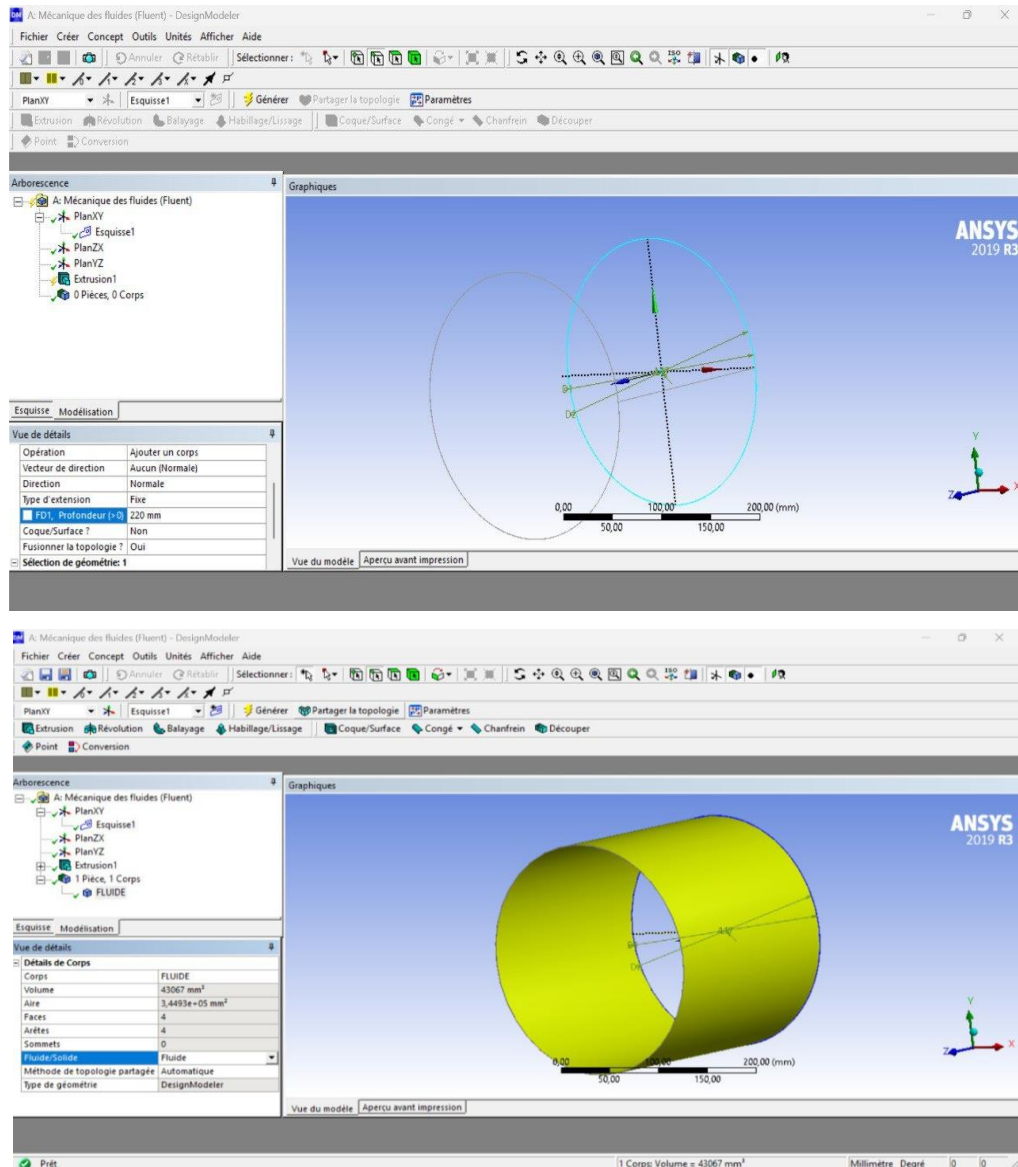 DM A: Mécanique des fluides (Fluent) - DesignModeler
Fichier Créer Concept Outils Unités Afficher Aide
Annuler Rétablir Sélectionner: ISO
PlanXY Esquisse1 Générer Partager la topologie Paramètres
Extrusion Révolution Balayage Habillage/Lissage Coque/Surface Congé Chanfrein Découper
Point Conversion
Arborescence
A: Mécanique des fluides (Fluent)
PlanXY
Esquisse1
PlanZX
PlanYZ
Extrusion1
0 Pièces, 0 Corps
Esquisse Modélisation
Vue de détails
Opération Ajouter un corps
Vecteur de direction Aucun (Normale)
Direction Normale
Type d'extension Fixe
FD1, Profondeur (>0) 220 mm
Coque/Surface ? Non
Fusionner la topologie ? Oui
Sélection de géométrie: 1
Graphiques
ANSYS
2019 R3
0,00 100,00 200,00 (mm)
50,00 150,00
Y
Z X
Vue du modèle Aperçu avant impression
DM A: Mécanique des fluides (Fluent) - DesignModeler
Fichier Créer Concept Outils Unités Afficher Aide
Annuler Rétablir Sélectionner: ISO
PlanXY Esquisse1 Générer Partager la topologie Paramètres
Extrusion Révolution Balayage Habillage/Lissage Coque/Surface Congé Chanfrein Découper
Point Conversion
Arborescence
A: Mécanique des fluides (Fluent)
PlanXY
Esquisse1
PlanZX
PlanYZ
Extrusion1
1 Pièce, 1 Corps
FLUIDE
Esquisse Modélisation
Vue de détails
Détails de Corps
Corps FLUIDE
Volume 43067 mm³
Aire 3,4493e+05 mm²
Faces 4
Arêtes 4
Sommets 0
Fluide/Solide Fluide
Méthode de topologie partagée Automatique
Type de géométrie DesignModeler
Graphiques
ANSYS
2019 R3
0,00 100,00 200,00 (mm)
50,00 150,00
Y
Z X
Vue du modèle Aperçu avant impression
Prêt 1 Corps: Volume = 43067 mm³ Millimètre Degré 0 0